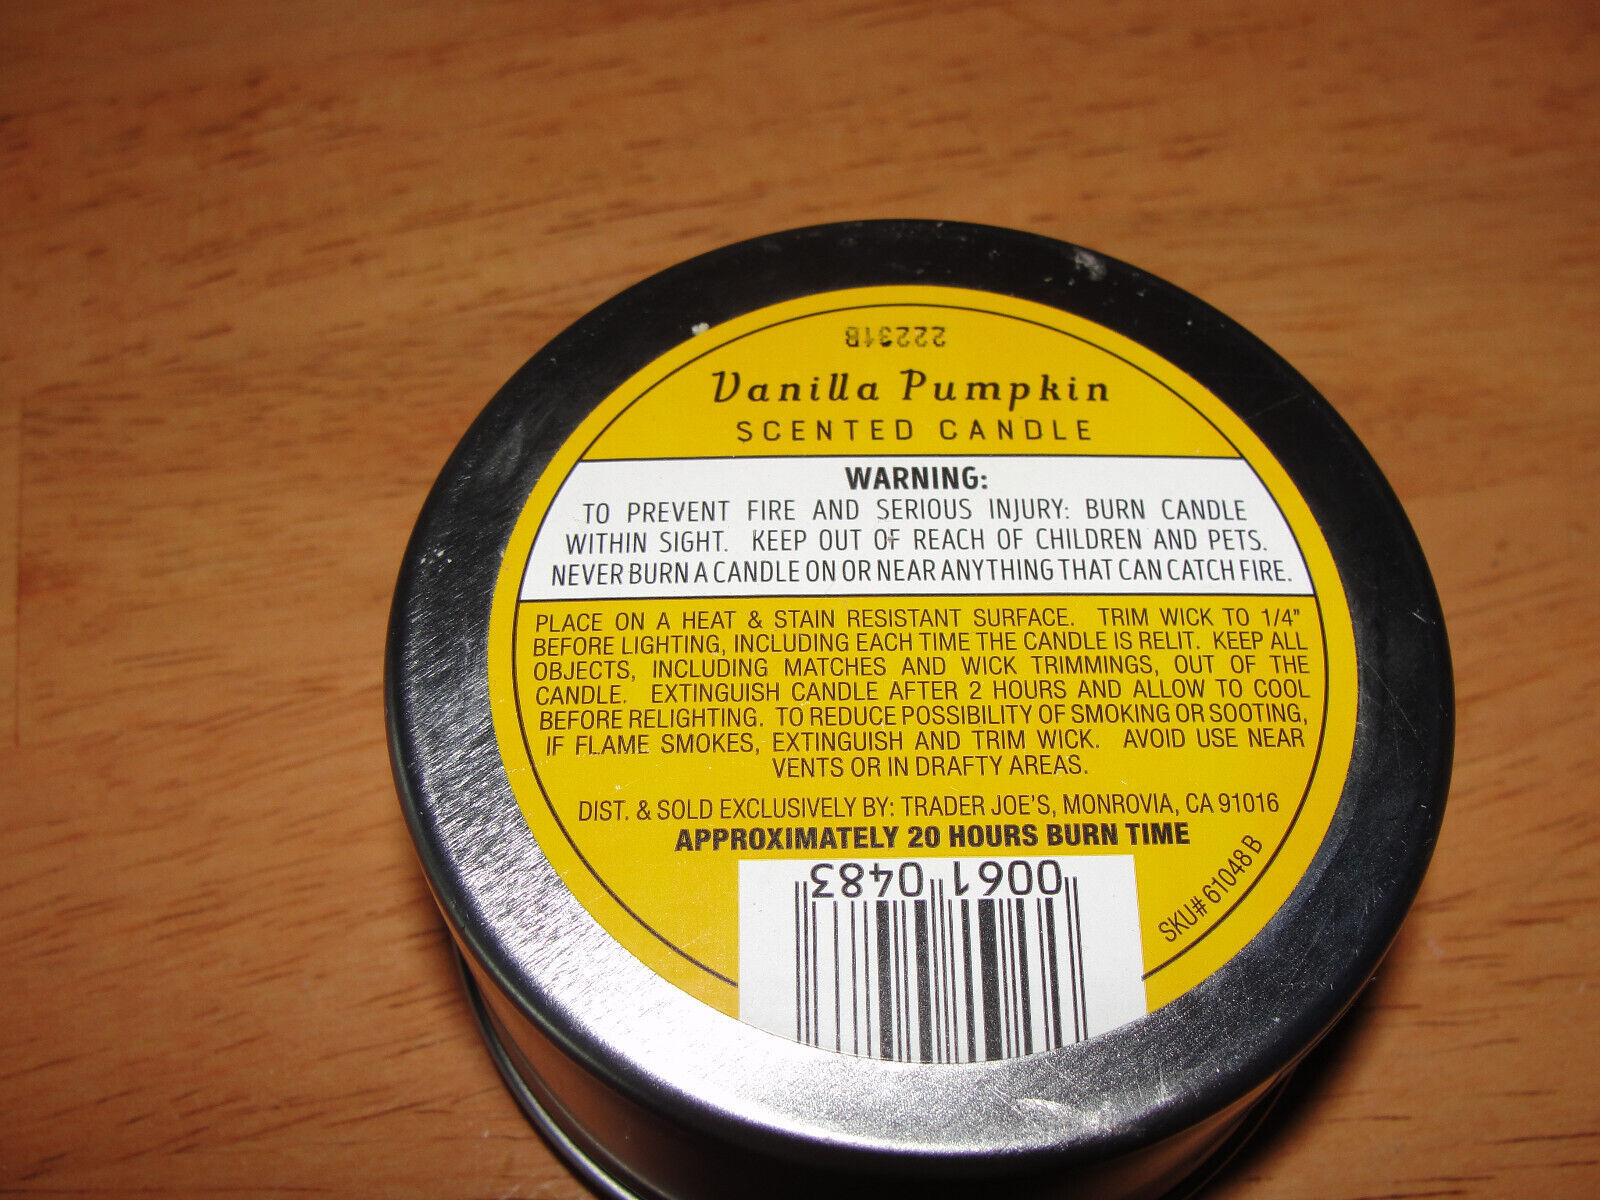 22231B
Vanilla Pumpkin
SCENTED CANDLE
WARNING:
TO PREVENT FIRE AND SERIOUS INJURY: BURN CANDLE
WITHIN SIGHT. KEEP OUT OF REACH OF CHILDREN AND PETS.
NEVER BURN A CANDLE ON OR NEAR ANYTHING THAT CAN CATCH FIRE.
PLACE ON A HEAT & STAIN RESISTANT SURFACE. TRIM WICK TO 1/4"
BEFORE LIGHTING, INCLUDING EACH TIME THE CANDLE IS RELIT. KEEP ALL
OBJECTS, INCLUDING MATCHES AND WICK TRIMMINGS, OUT OF THE
CANDLE. EXTINGUISH CANDLE AFTER 2 HOURS AND ALLOW TO COOL
BEFORE RELIGHTING. TO REDUCE POSSIBILITY OF SMOKING OR SOOTING,
IF FLAME SMOKES, EXTINGUISH AND TRIM WICK. AVOID USE NEAR
VENTS OR IN DRAFTY AREAS.
DIST. & SOLD EXCLUSIVELY BY: TRADER JOE'S, MONROVIA, CA 91016
APPROXIMATELY 20 HOURS BURN TIME
0061 0483
SKU# 61048 B